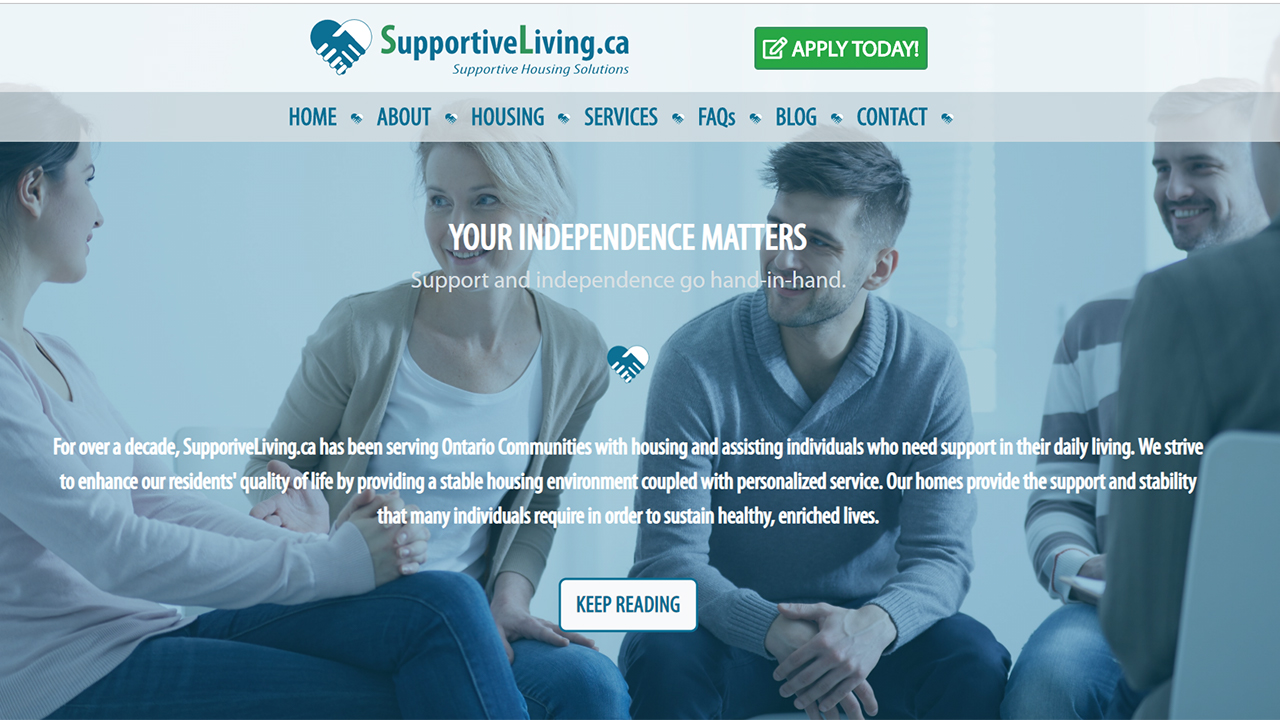 SupportiveLiving.ca
Supportive Housing Solutions
APPLY TODAY!
HOME ABOUT HOUSING SERVICES FAQs BLOG CONTACT
YOUR INDEPENDENCE MATTERS
Support and independence go hand-in-hand.
For over a decade, SupporiveLiving.ca has been serving Ontario Communities with housing and assisting individuals who need support in their daily living. We strive
to enhance our residents' quality of life by providing a stable housing environment coupled with personalized service. Our homes provide the support and stability
that many individuals require in order to sustain healthy, enriched lives.
KEEP READING